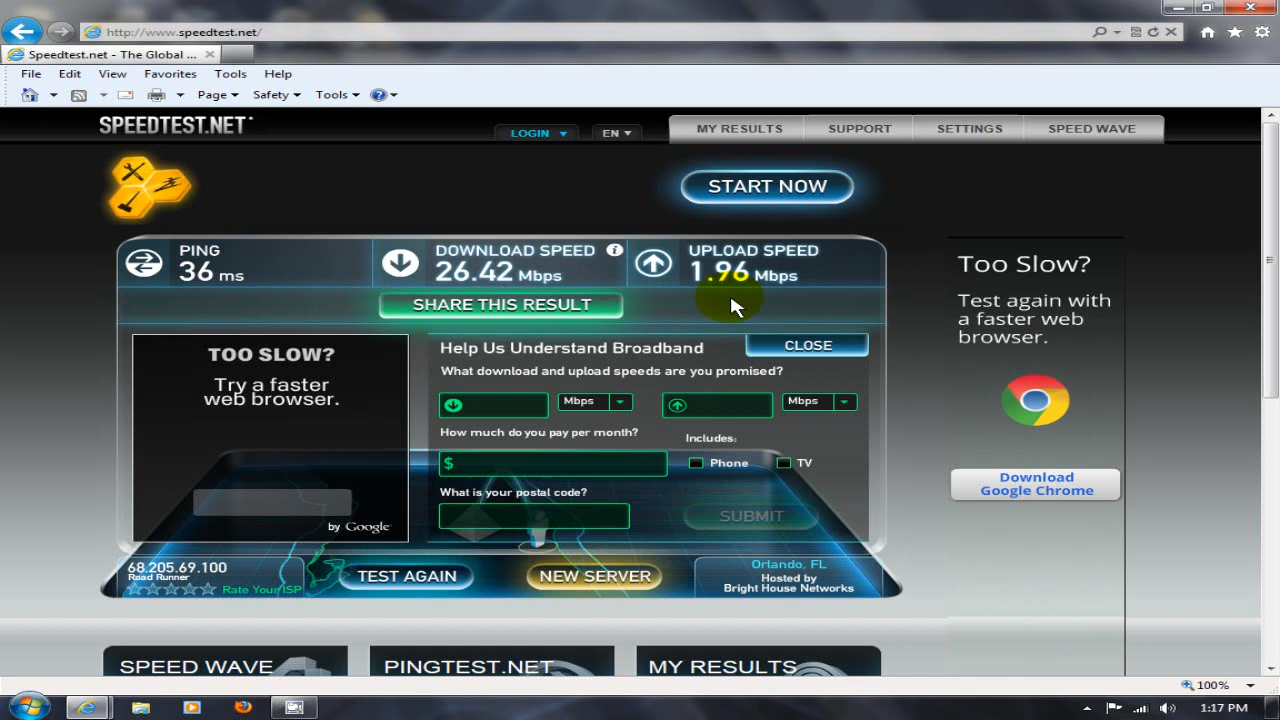 http://www.speedtest.net/
Speedtest.net - The Global ...
File Edit View Favorites Tools Help
Page Safety Tools
SPEEDTEST.NET
LOGIN EN MY RESULTS SUPPORT SETTINGS SPEED WAVE
START NOW
PING
36 ms
DOWNLOAD SPEED
26.42 Mbps
UPLOAD SPEED
1.96 Mbps
SHARE THIS RESULT
TOO SLOW?
Try a faster
web browser.
by Google
Help Us Understand Broadband
CLOSE
What download and upload speeds are you promised?
Mbps Mbps
How much do you pay per month?
Includes:
$
Phone TV
What is your postal code?
SUBMIT
68.205.69.100
Road Runner
Rate Your ISP
TEST AGAIN
NEW SERVER
Orlando, FL
Hosted by
Bright House Networks
Too Slow?
Test again with
a faster web
browser.
Download
Google Chrome
SPEED WAVE PINGTEST.NET MY RESULTS
100%
1:17 PM